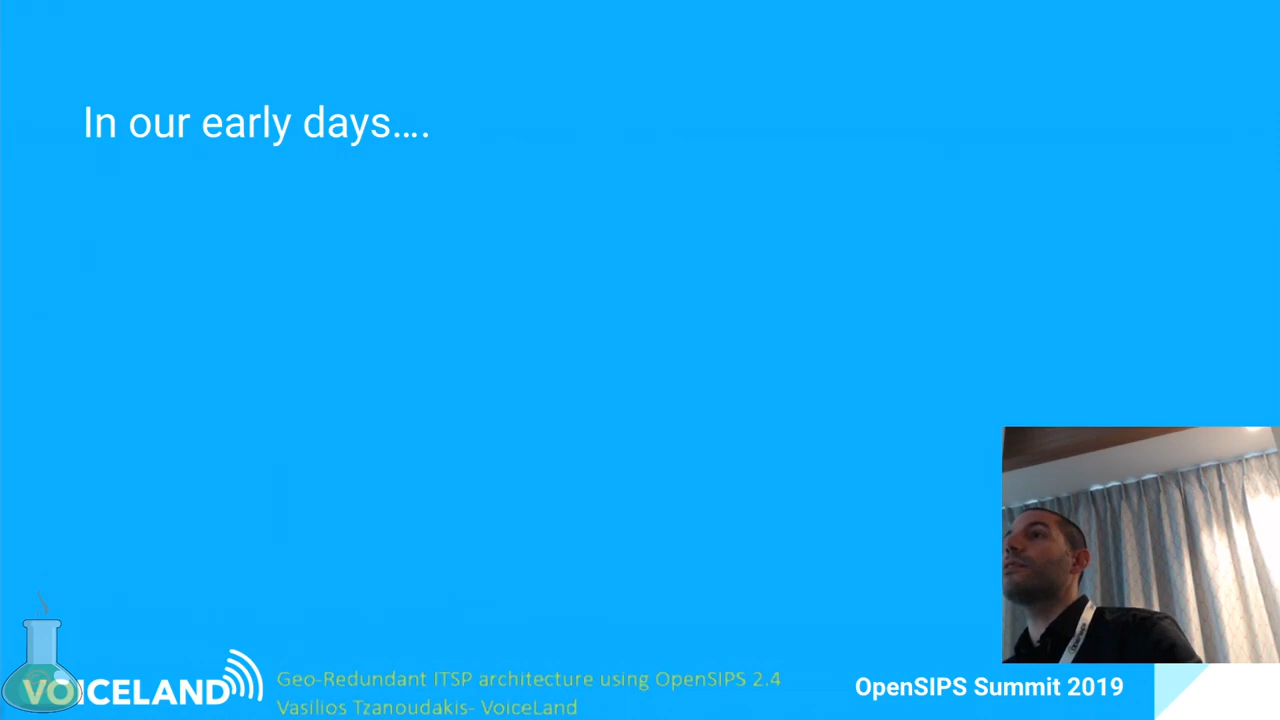 In our early days....
VOICELAND
Geo-Redundant ITSP architecture using OpenSIPS 2.4
Vasilios Tzanoudakis- VoiceLand
OpenSIPS Summit 2019